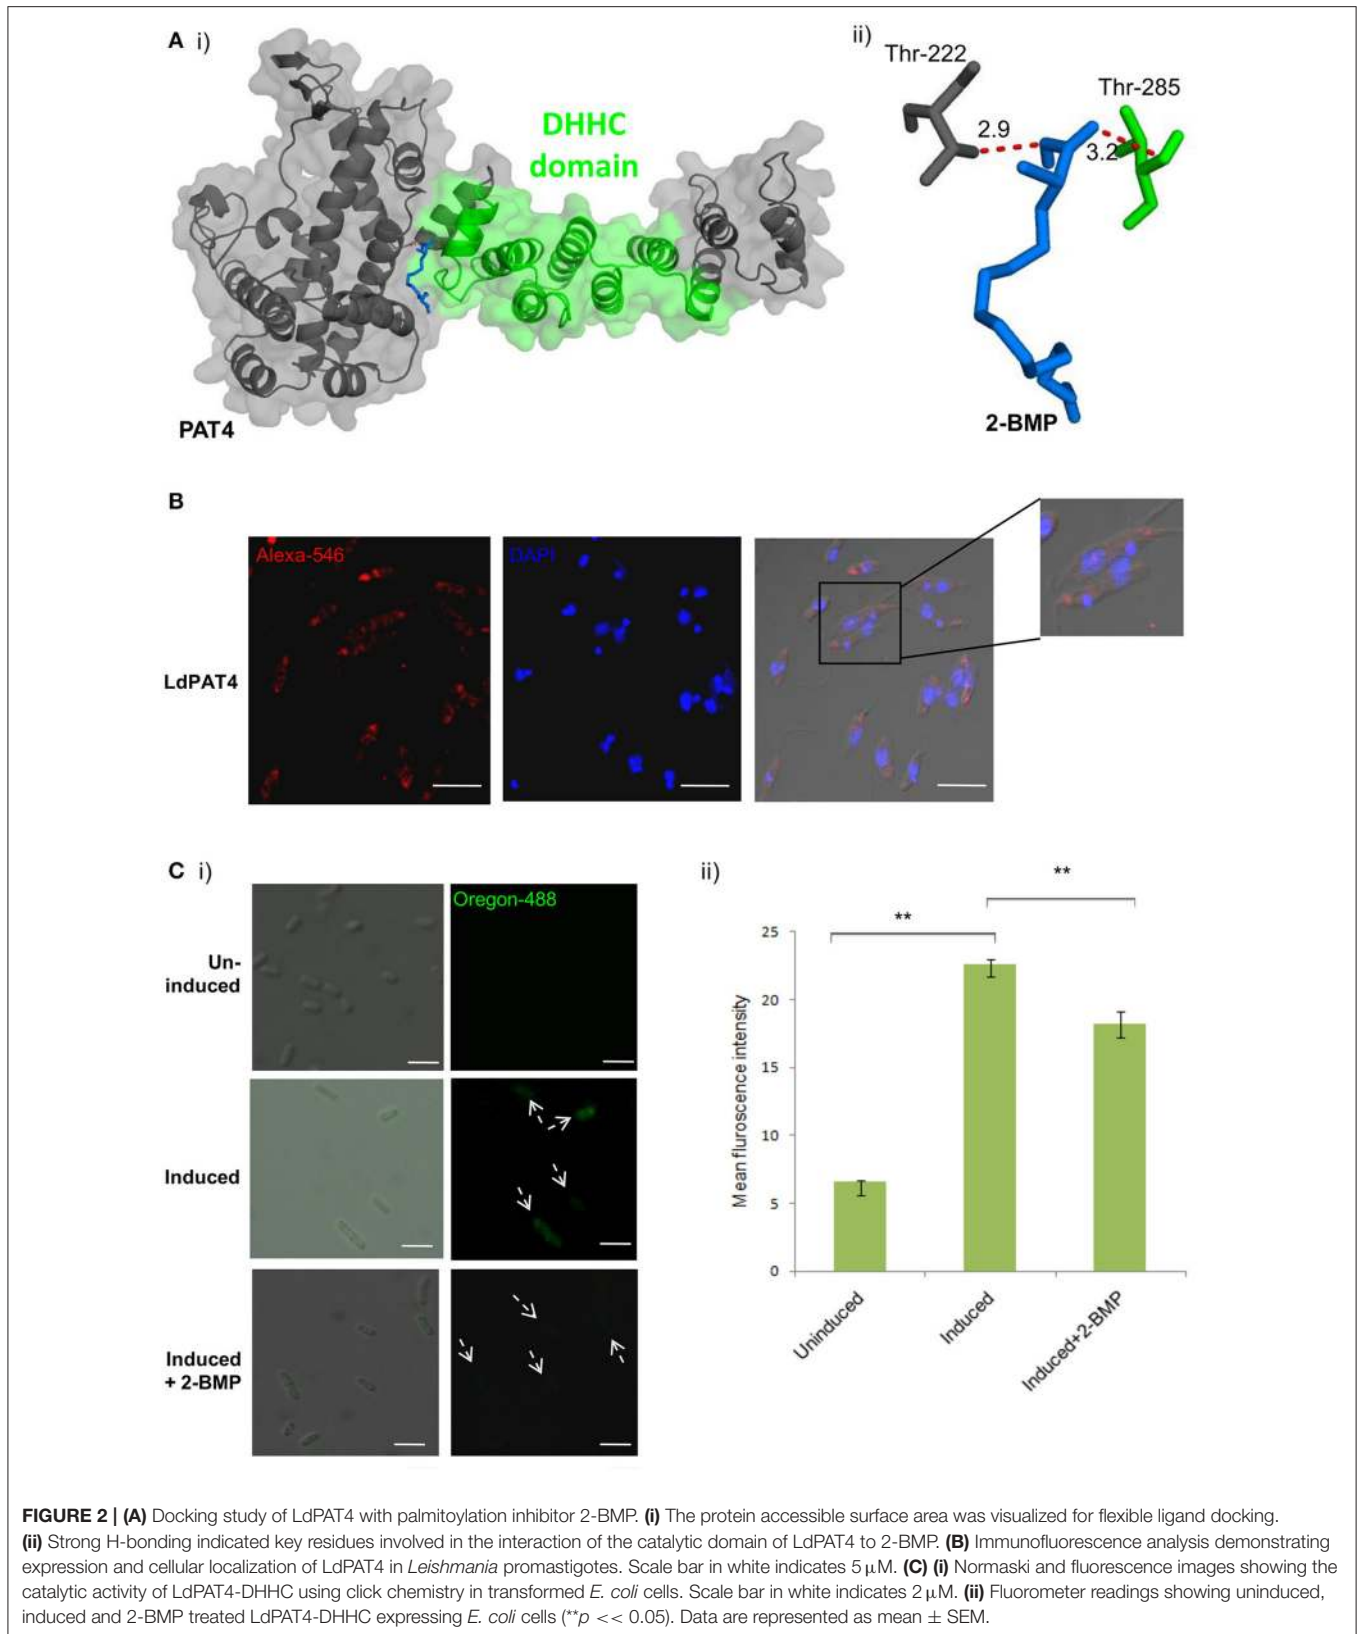 A i)
ii)
Thr-222
Thr-285
2.9
3.2
DHHC
domain
PAT4
2-BMP
B
Alexa-546
DAPI
LdPAT4
C i)
ii)
Oregon-488
Un-
induced
Induced
Induced
+ 2-BMP
**
**
25
20
15
10
5
0
Mean fluroscence intensity
Uninduced
Induced
Induced+2-BMP
FIGURE 2 | (A) Docking study of LdPAT4 with palmitoylation inhibitor 2-BMP. (i) The protein accessible surface area was visualized for flexible ligand docking.
(ii) Strong H-bonding indicated key residues involved in the interaction of the catalytic domain of LdPAT4 to 2-BMP. (B) Immunofluorescence analysis demonstrating
expression and cellular localization of LdPAT4 in Leishmania promastigotes. Scale bar in white indicates 5 μM. (C) (i) Normaski and fluorescence images showing the
catalytic activity of LdPAT4-DHHC using click chemistry in transformed E. coli cells. Scale bar in white indicates 2 μM. (ii) Fluorometer readings showing uninduced,
induced and 2-BMP treated LdPAT4-DHHC expressing E. coli cells (**p << 0.05). Data are represented as mean ± SEM.